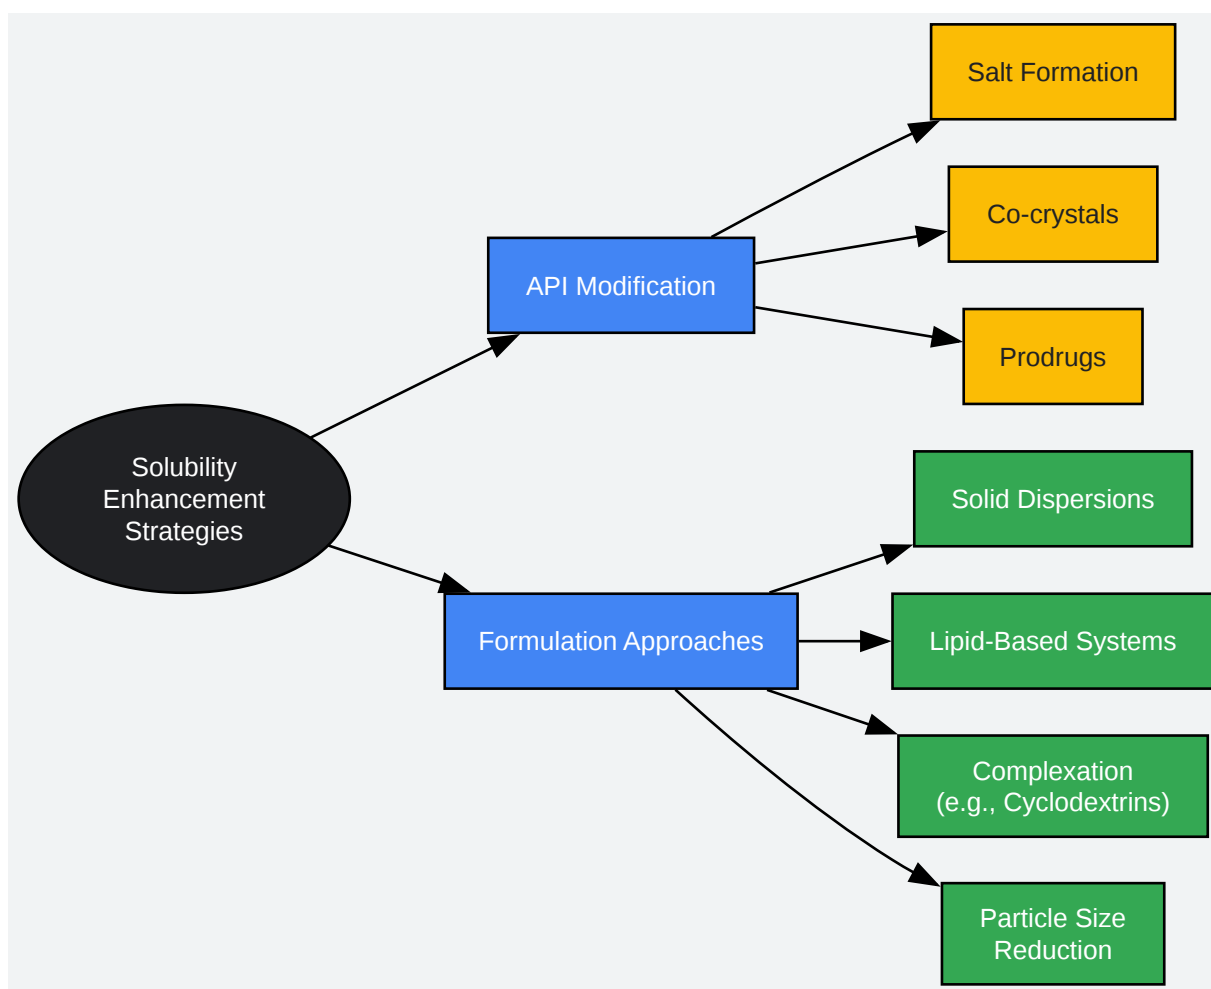 Solubility
Enhancement
Strategies
API Modification
Salt Formation
Co-crystals
Prodrugs
Formulation Approaches
Solid Dispersions
Lipid-Based Systems
Complexation
(e.g., Cyclodextrins)
Particle Size
Reduction